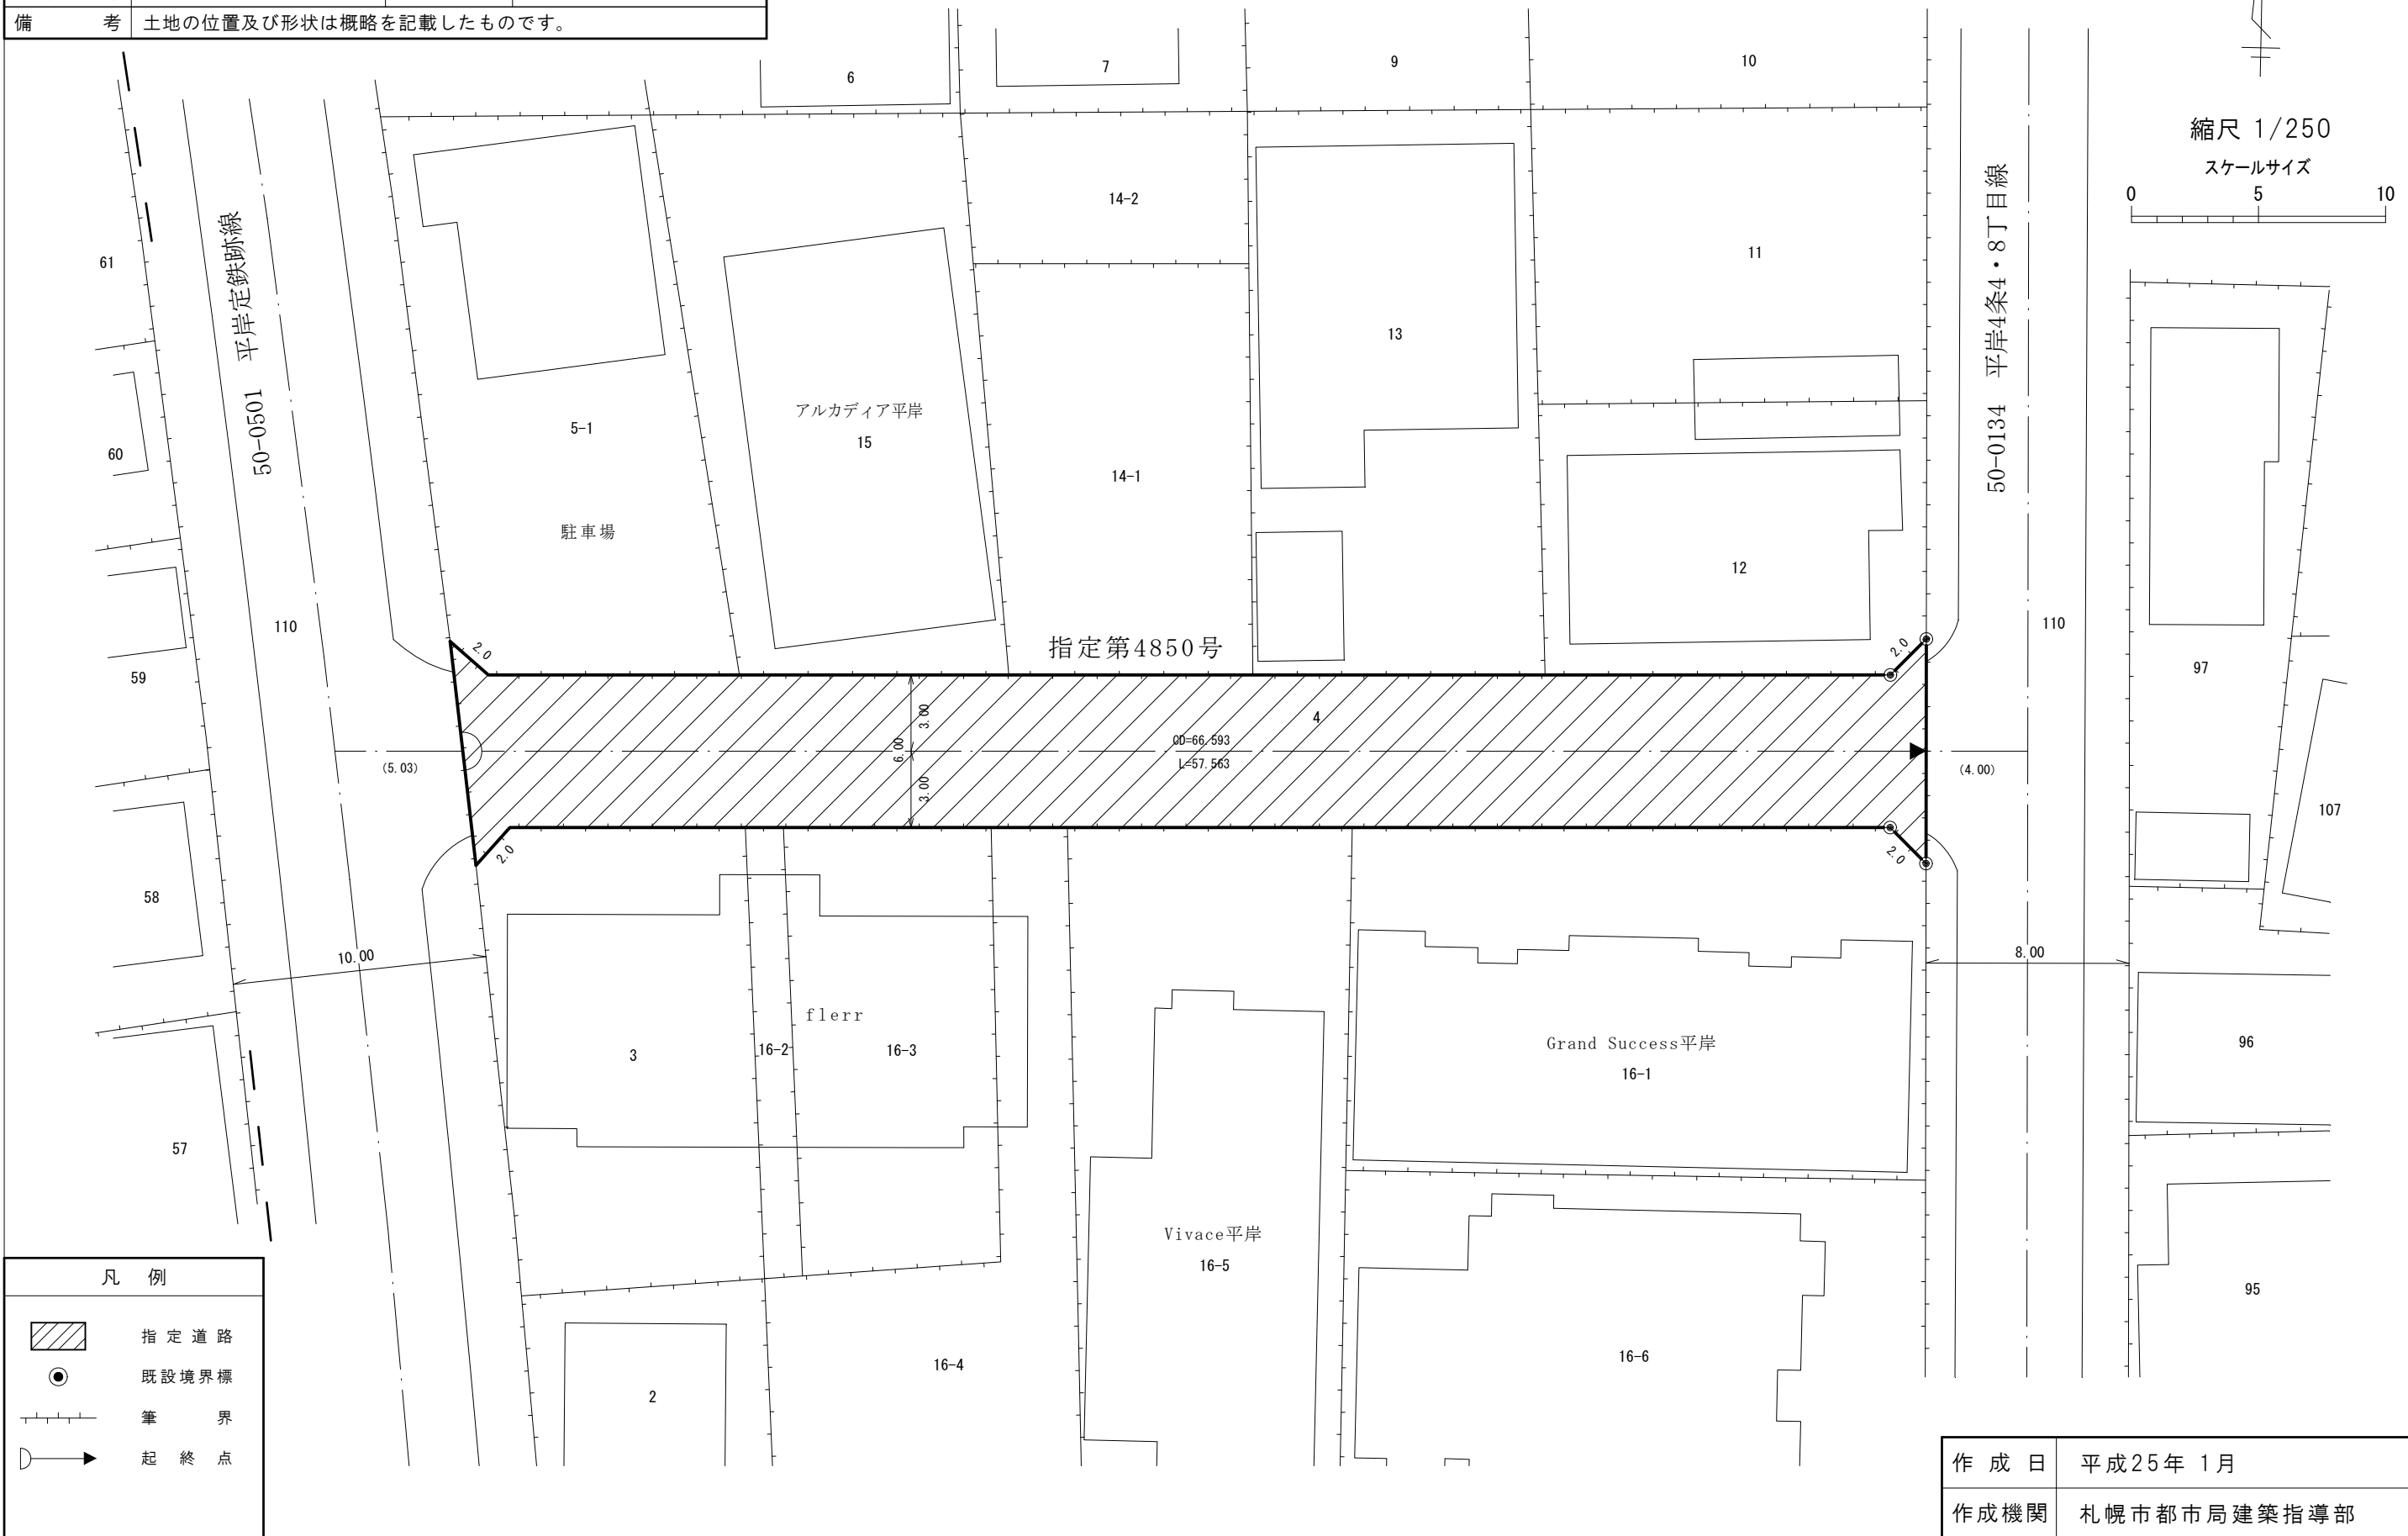 備 考 土地の位置及び形状は概略を記載したものです。
6
7
9
10
縮尺 1/250
スケールサイズ
0 5 10
61
60
59
58
57
50-0501 平岸定鉄跡線
110
5-1
駐車場
アルカディア平岸
15
14-2
14-1
13
11
12
50-0134 平岸4条4・8丁目線
110
97
107
96
95
指定第4850号
2.0
2.0
4
3.00
6.00
3.00
CD=66.593
L=57.563
(5.03)
(4.00)
2.0
2.0
10.00
8.00
3
16-2
flerr
16-3
Grand Success平岸
16-1
Vivace平岸
16-5
16-4
16-6
2
凡 例
指定道路
既設境界標
筆 界
起 終 点
作 成 日 平成25年 1月
作成機関 札幌市都市局建築指導部